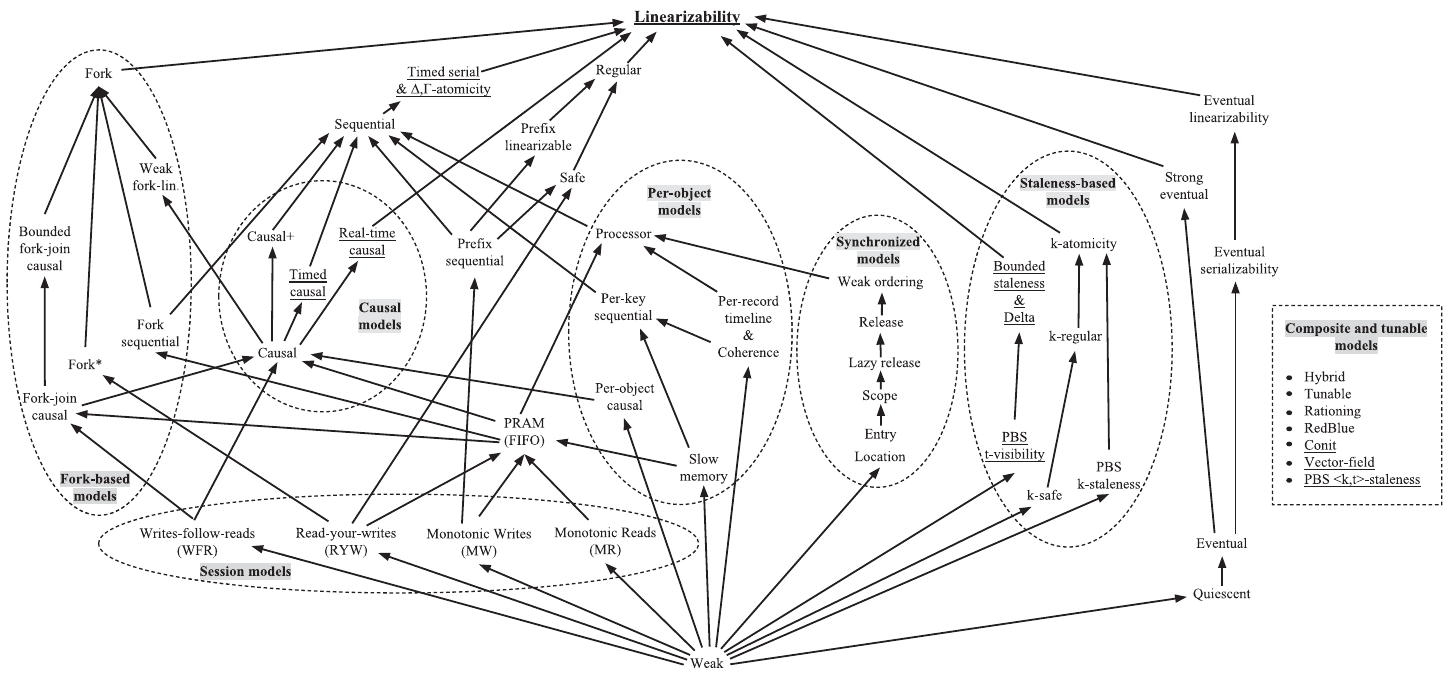 Linearizability
Fork
Timed serial
& Δ,Γ-atomicity
Regular
Eventual
linearizability
Sequential
Prefix
linearizable
Weak
fork-lin.
Safe
Strong
eventual
Per-object
models
Staleness-based
models
Bounded
fork-join
causal
Causal+
Real-time
causal
Prefix
sequential
Processor
Synchronized
models
k-atomicity
Eventual
serializability
Timed
causal
Bounded
staleness
&
Delta
Weak ordering
Causal
models
Per-key
sequential
Per-record
timeline
&
Coherence
Release
Fork
sequential
k-regular
Composite and tunable
models
Causal
Fork*
Lazy release
• Hybrid
• Tunable
• Rationing
• RedBlue
• Conit
• Vector-field
• PBS <k,t>-staleness
Fork-join
causal
Per-object
causal
Scope
PRAM
(FIFO)
Entry
Location
PBS
t-visibility
Slow
memory
PBS
k-staleness
Fork-based
models
k-safe
Writes-follow-reads
(WFR)
Read-your-writes
(RYW)
Monotonic Writes
(MW)
Monotonic Reads
(MR)
Eventual
Session models
Quiescent
Weak